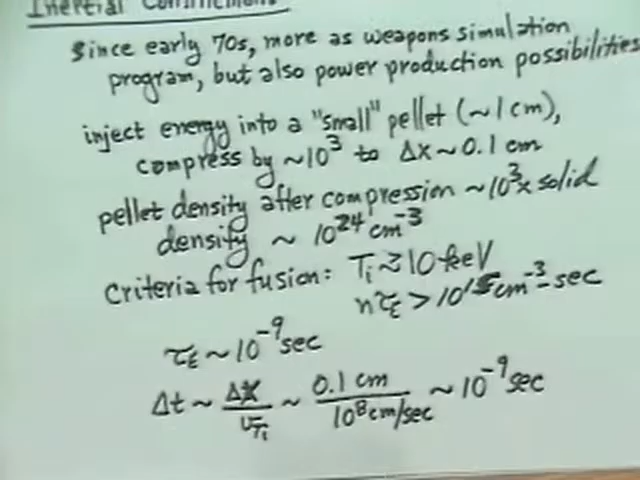 Inertial Confinement
since early 70s, more as weapons simulation
program, but also power production possibilities
inject energy into a "small" pellet (~1cm),
compress by ~10³ to Δx ~ 0.1 cm
pellet density after compression ~10³x solid
density ~ 10²⁴ cm⁻³
Criteria for fusion: Tᵢ ≳ 10 keV
nτ_E > 10¹⁵ cm⁻³-sec
τ_E ~ 10⁻⁹ sec
Δt ~ Δx/v_Tᵢ ~ 0.1 cm/10⁸ cm/sec ~ 10⁻⁹ sec